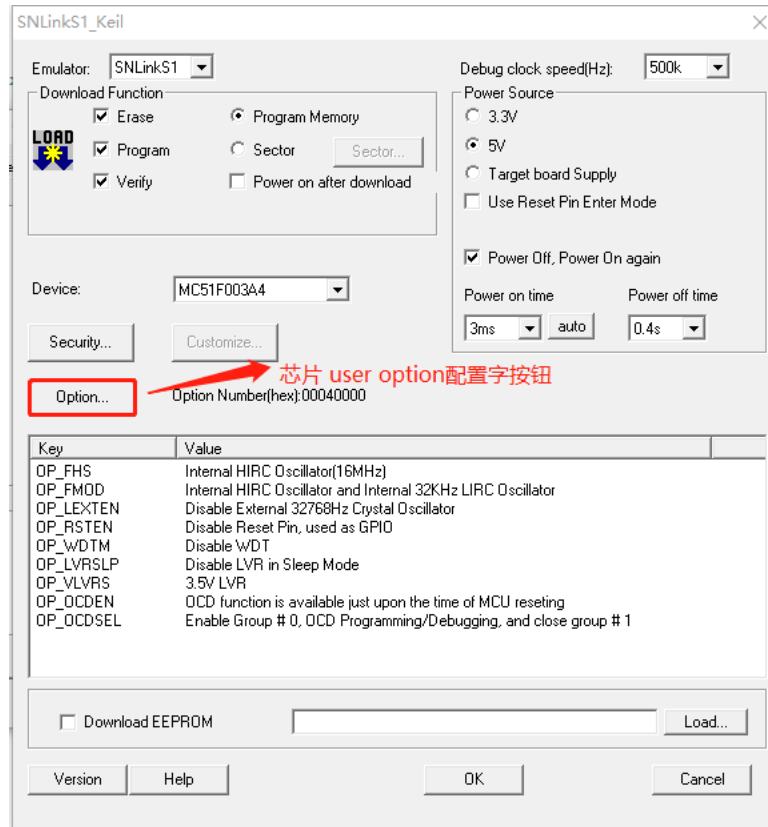 SNLinkS1_Keil
Emulator: SNLinkS1
Debug clock speed(Hz): 500k
Download Function
LOAD
Erase
Program Memory
Program
Sector
Sector...
Verify
Power on after download
Power Source
3.3V
5V
Target board Supply
Use Reset Pin Enter Mode
Power Off, Power On again
Power on time
Power off time
3ms
auto
0.4s
Device: MC51F003A4
Security...
Customize...
芯片 user option配置字按钮
Option...
Option Number(hex):00040000
Key Value
OP_FHS Internal HIRC Oscillator(16MHz)
OP_FMOD Internal HIRC Oscillator and Internal 32KHz LIRC Oscillator
OP_LEXTEN Disable External 32768Hz Crystal Oscillator
OP_RSTEN Disable Reset Pin, used as GPIO
OP_WDTM Disable WDT
OP_LVRSLP Disable LVR in Sleep Mode
OP_VLVRS 3.5V LVR
OP_OCDEN OCD function is available just upon the time of MCU reseting
OP_OCDSEL Enable Group # 0, OCD Programming/Debugging, and close group # 1
Download EEPROM
Load...
Version
Help
OK
Cancel